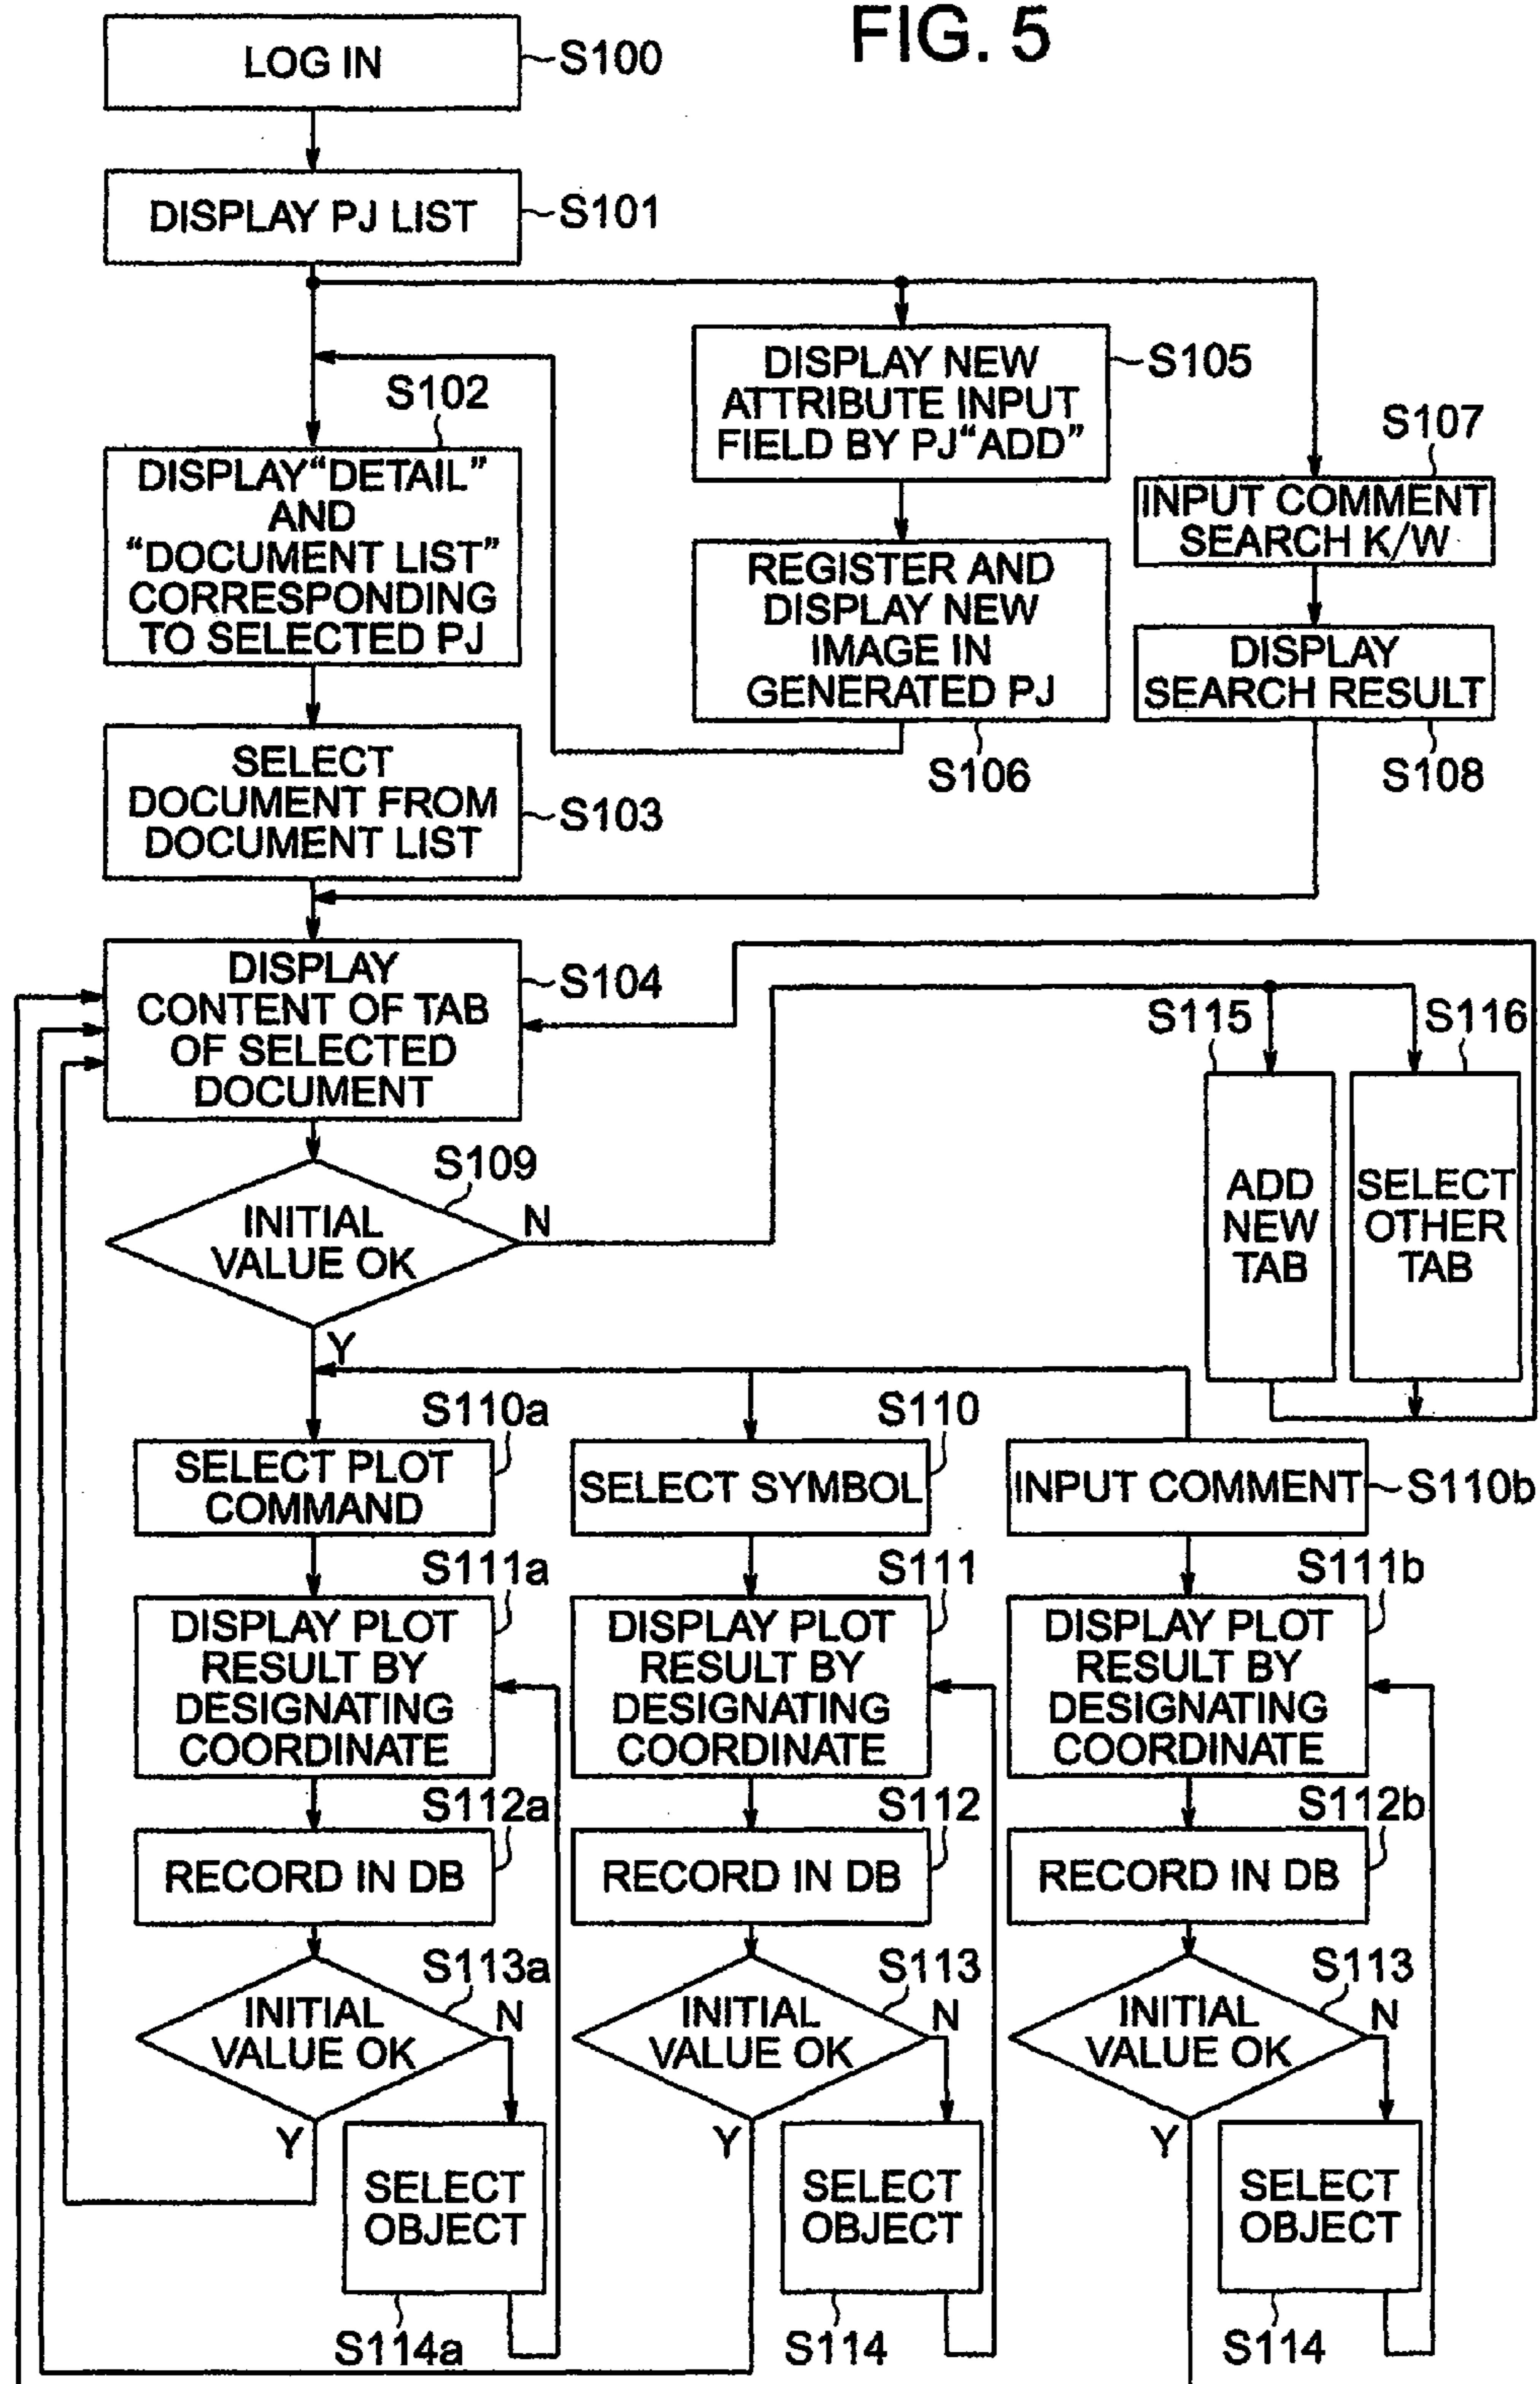 FIG. 5
LOG IN
S100
DISPLAY PJ LIST
S101
S102
DISPLAY "DETAIL"
AND
"DOCUMENT LIST"
CORRESPONDING
TO SELECTED PJ
DISPLAY NEW
ATTRIBUTE INPUT
FIELD BY PJ "ADD"
S105
S107
INPUT COMMENT
SEARCH K/W
REGISTER AND
DISPLAY NEW
IMAGE IN
GENERATED PJ
S106
DISPLAY
SEARCH RESULT
S108
SELECT
DOCUMENT FROM
DOCUMENT LIST
S103
DISPLAY
CONTENT OF TAB
OF SELECTED
DOCUMENT
S104
S115
S116
ADD
NEW
TAB
SELECT
OTHER
TAB
S109
INITIAL
VALUE OK
N
Y
S110a
SELECT PLOT
COMMAND
S110
SELECT SYMBOL
INPUT COMMENT
S110b
S111a
DISPLAY PLOT
RESULT BY
DESIGNATING
COORDINATE
S111
DISPLAY PLOT
RESULT BY
DESIGNATING
COORDINATE
S111b
DISPLAY PLOT
RESULT BY
DESIGNATING
COORDINATE
S112a
RECORD IN DB
S112
RECORD IN DB
S112b
RECORD IN DB
S113a
INITIAL
VALUE OK
N
Y
S113
INITIAL
VALUE OK
N
Y
S113
INITIAL
VALUE OK
N
Y
SELECT
OBJECT
S114a
SELECT
OBJECT
S114
SELECT
OBJECT
S114